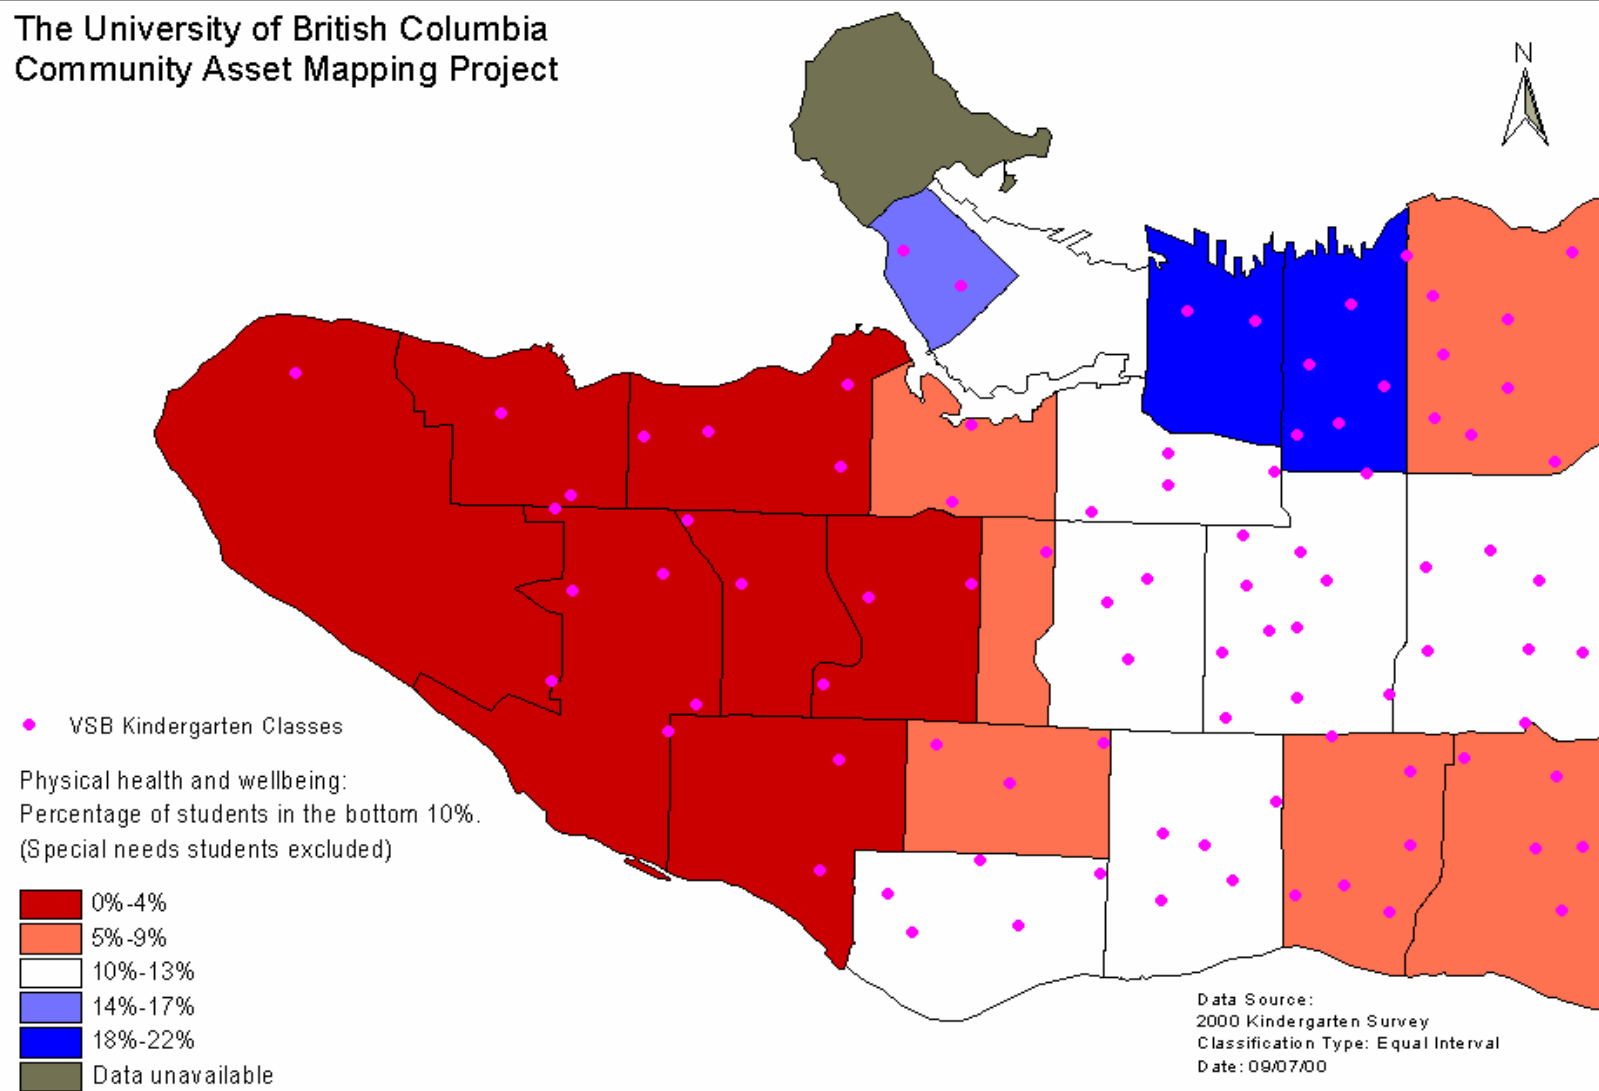 The University of British Columbia
Community Asset Mapping Project
N
VSB Kindergarten Classes
Physical health and wellbeing:
Percentage of students in the bottom 10%.
(Special needs students excluded)
0%-4%
5%-9%
10%-13%
14%-17%
18%-22%
Data unavailable
Data Source:
2000 Kindergarten Survey
Classification Type: Equal Interval
Date: 09/07/00